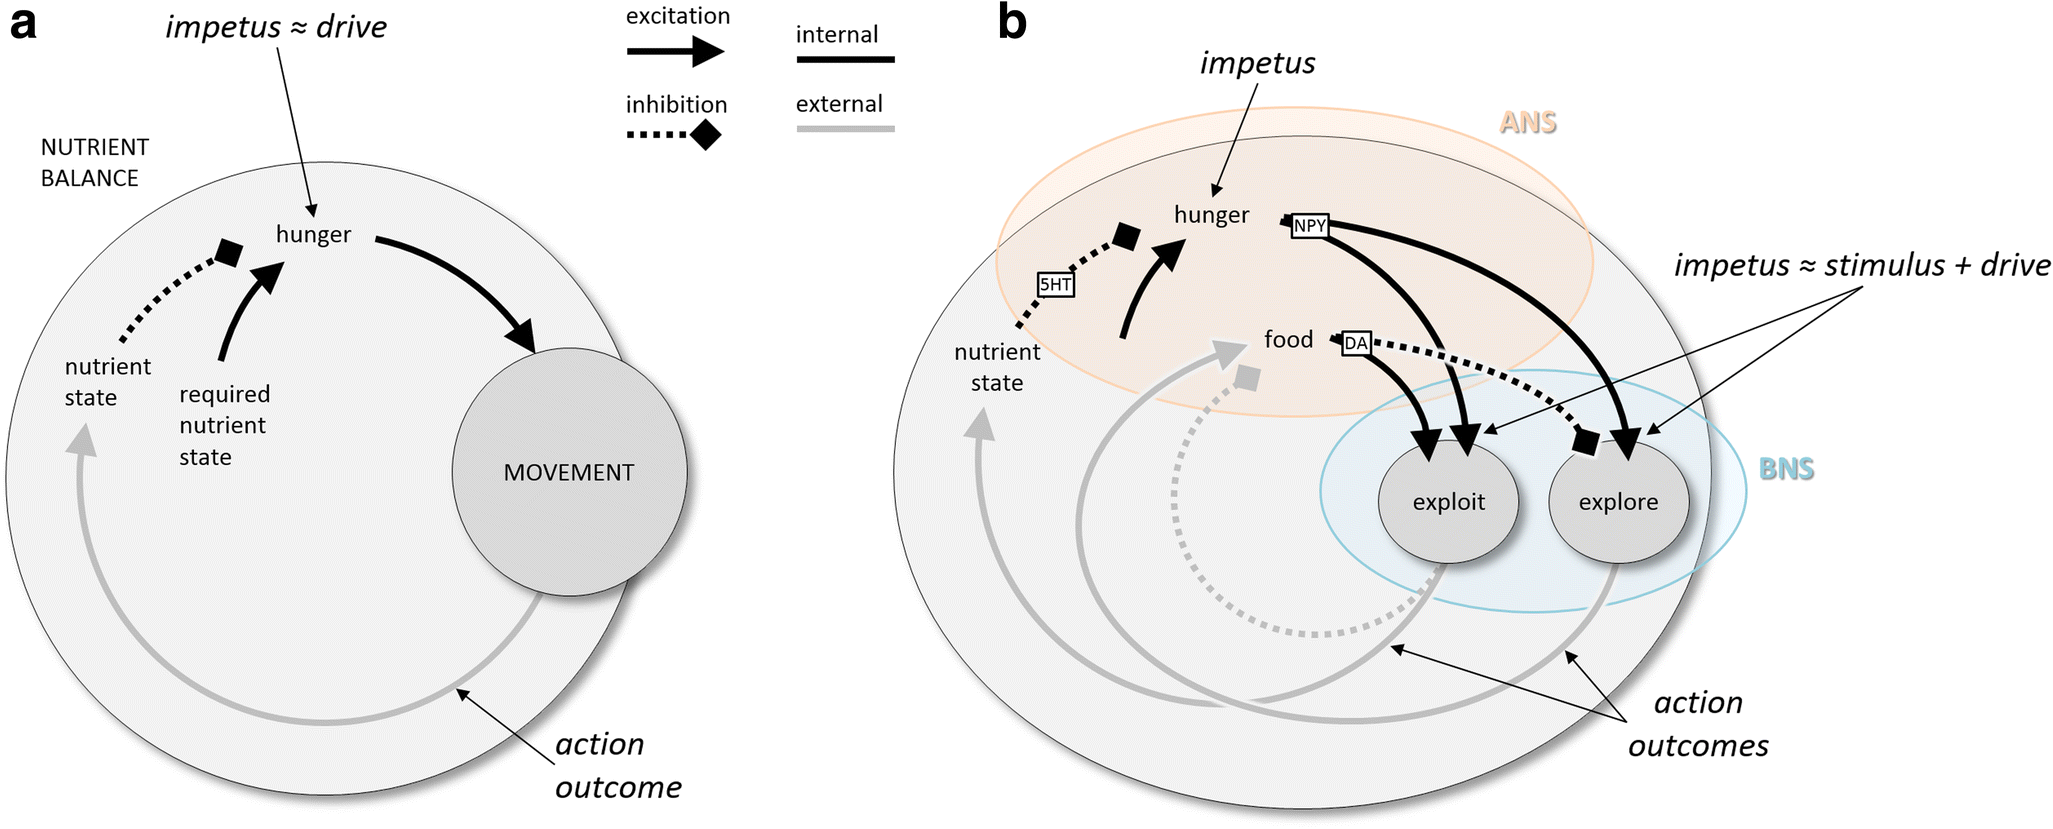 a
impetus ≈ drive
NUTRIENT
BALANCE
hunger
nutrient
state
required
nutrient
state
MOVEMENT
action
outcome
excitation
internal
inhibition
external
b
impetus
ANS
hunger
NPY
5HT
impetus ≈ stimulus + drive
food
DA
nutrient
state
BNS
exploit
explore
action
outcomes